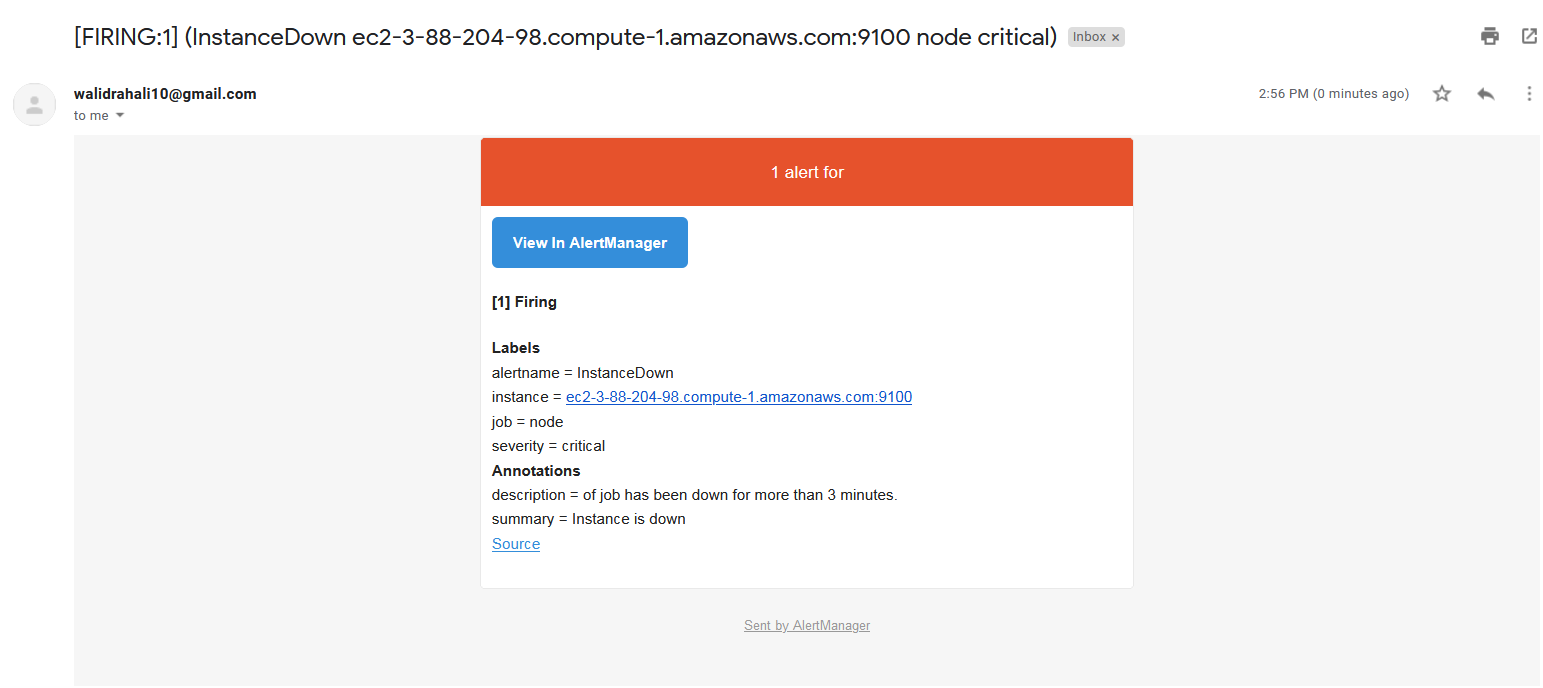 [FIRING:1] (InstanceDown ec2-3-88-204-98.compute-1.amazonaws.com:9100 node critical) Inbox ×
walidrahali10@gmail.com 2:56 PM (0 minutes ago)
to me
1 alert for
View In AlertManager
[1] Firing
Labels
alertname = InstanceDown
instance = ec2-3-88-204-98.compute-1.amazonaws.com:9100
job = node
severity = critical
Annotations
description = of job has been down for more than 3 minutes.
summary = Instance is down
Source
Sent by AlertManager